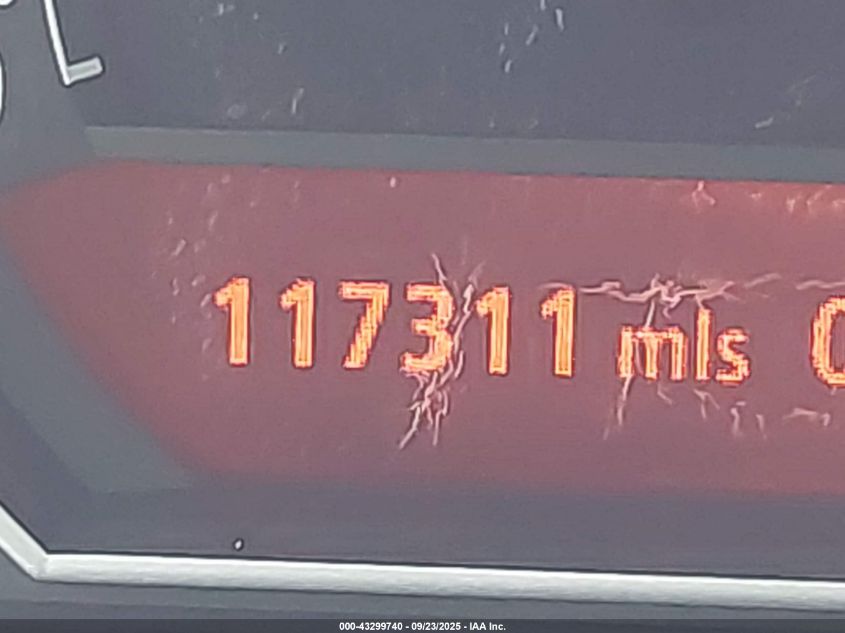 117311 mls
000-43299740 - 09/23/2025 - IAA Inc.